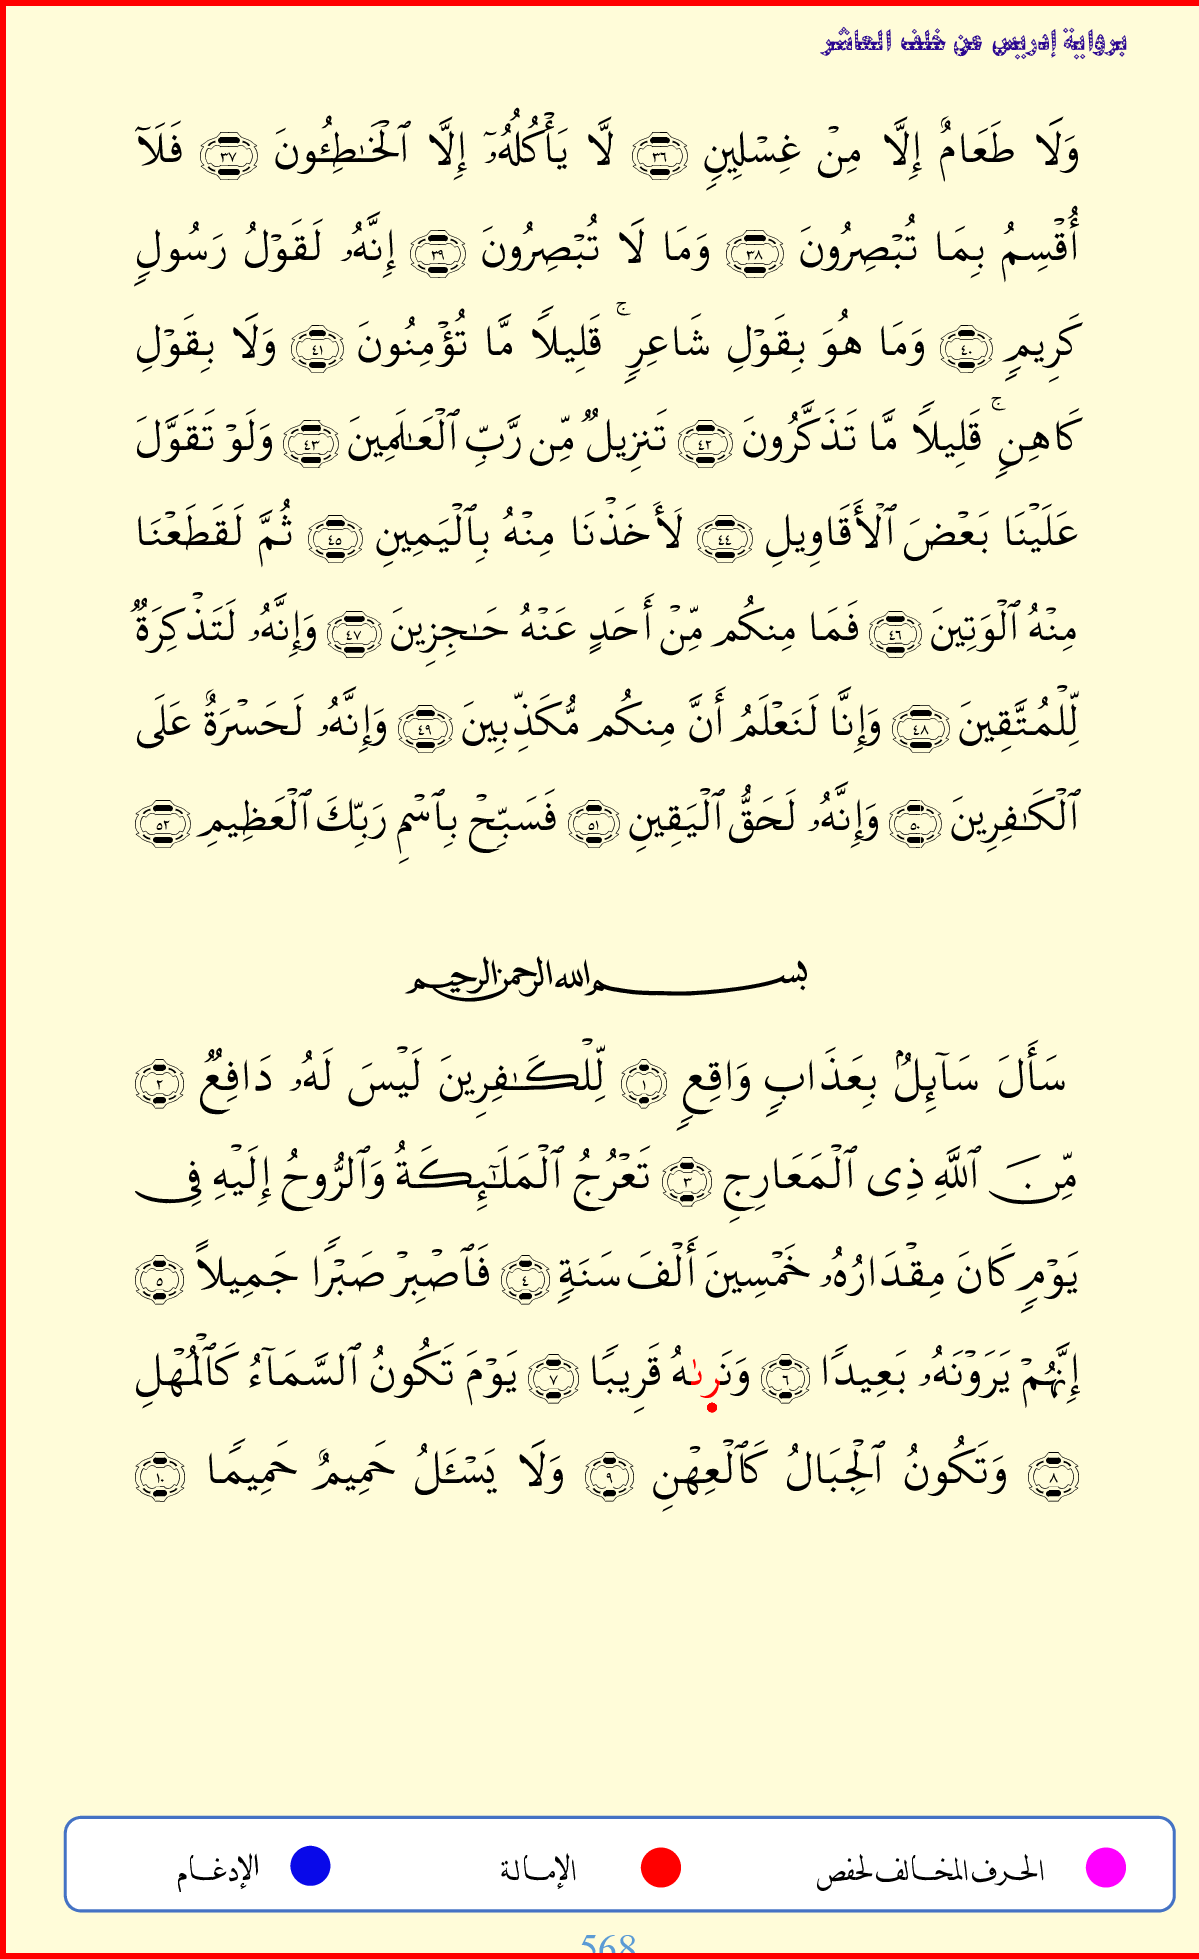 برواية إدريس عن خلف العاشر
وَلَا طَعَامٌ إِلَّا مِنْ غِسْلِينٍ ٣٦ لَّا يَأْكُلُهُۥٓ إِلَّا ٱلْخَـٰطِـُٔونَ ٣٧ فَلَآ
أُقْسِمُ بِمَا تُبْصِرُونَ ٣٨ وَمَا لَا تُبْصِرُونَ ٣٩ إِنَّهُۥ لَقَوْلُ رَسُولٍ
كَرِيمٍ ٤٠ وَمَا هُوَ بِقَوْلِ شَاعِرٍ ۚ قَلِيلًا مَّا تُؤْمِنُونَ ٤١ وَلَا بِقَوْلِ
كَاهِنٍ ۚ قَلِيلًا مَّا تَذَكَّرُونَ ٤٢ تَنزِيلٌ مِّن رَّبِّ ٱلْعَـٰلَمِينَ ٤٣ وَلَوْ تَقَوَّلَ
عَلَيْنَا بَعْضَ ٱلْأَقَاوِيلِ ٤٤ لَأَخَذْنَا مِنْهُ بِٱلْيَمِينِ ٤٥ ثُمَّ لَقَطَعْنَا
مِنْهُ ٱلْوَتِينَ ٤٦ فَمَا مِنكُم مِّنْ أَحَدٍ عَنْهُ حَـٰجِزِينَ ٤٧ وَإِنَّهُۥ لَتَذْكِرَةٌ
لِّلْمُتَّقِينَ ٤٨ وَإِنَّا لَنَعْلَمُ أَنَّ مِنكُم مُّكَذِّبِينَ ٤٩ وَإِنَّهُۥ لَحَسْرَةٌ عَلَى
ٱلْكَـٰفِرِينَ ٥٠ وَإِنَّهُۥ لَحَقُّ ٱلْيَقِينِ ٥١ فَسَبِّحْ بِٱسْمِ رَبِّكَ ٱلْعَظِيمِ ٥٢
بسم الله الرحمن الرحيم
سَأَلَ سَآئِلٌۢ بِعَذَابٍ وَاقِعٍ ١ لِّلْكَـٰفِرِينَ لَيْسَ لَهُۥ دَافِعٌ ٢
مِّنَ ٱللَّهِ ذِى ٱلْمَعَارِجِ ٣ تَعْرُجُ ٱلْمَلَـٰٓئِكَةُ وَٱلرُّوحُ إِلَيْهِ فِى
يَوْمٍ كَانَ مِقْدَارُهُۥ خَمْسِينَ أَلْفَ سَنَةٍ ٤ فَٱصْبِرْ صَبْرًا جَمِيلًا ٥
إِنَّهُمْ يَرَوْنَهُۥ بَعِيدًا ٦ وَنَرِىٰهُ قَرِيبًا ٧ يَوْمَ تَكُونُ ٱلسَّمَآءُ كَٱلْمُهْلِ
٨ وَتَكُونُ ٱلْجِبَالُ كَٱلْعِهْنِ ٩ وَلَا يَسْـَٔلُ حَمِيمٌ حَمِيمًا ١٠
الحرف المخالف لحفص الإمالة الإدغام
568